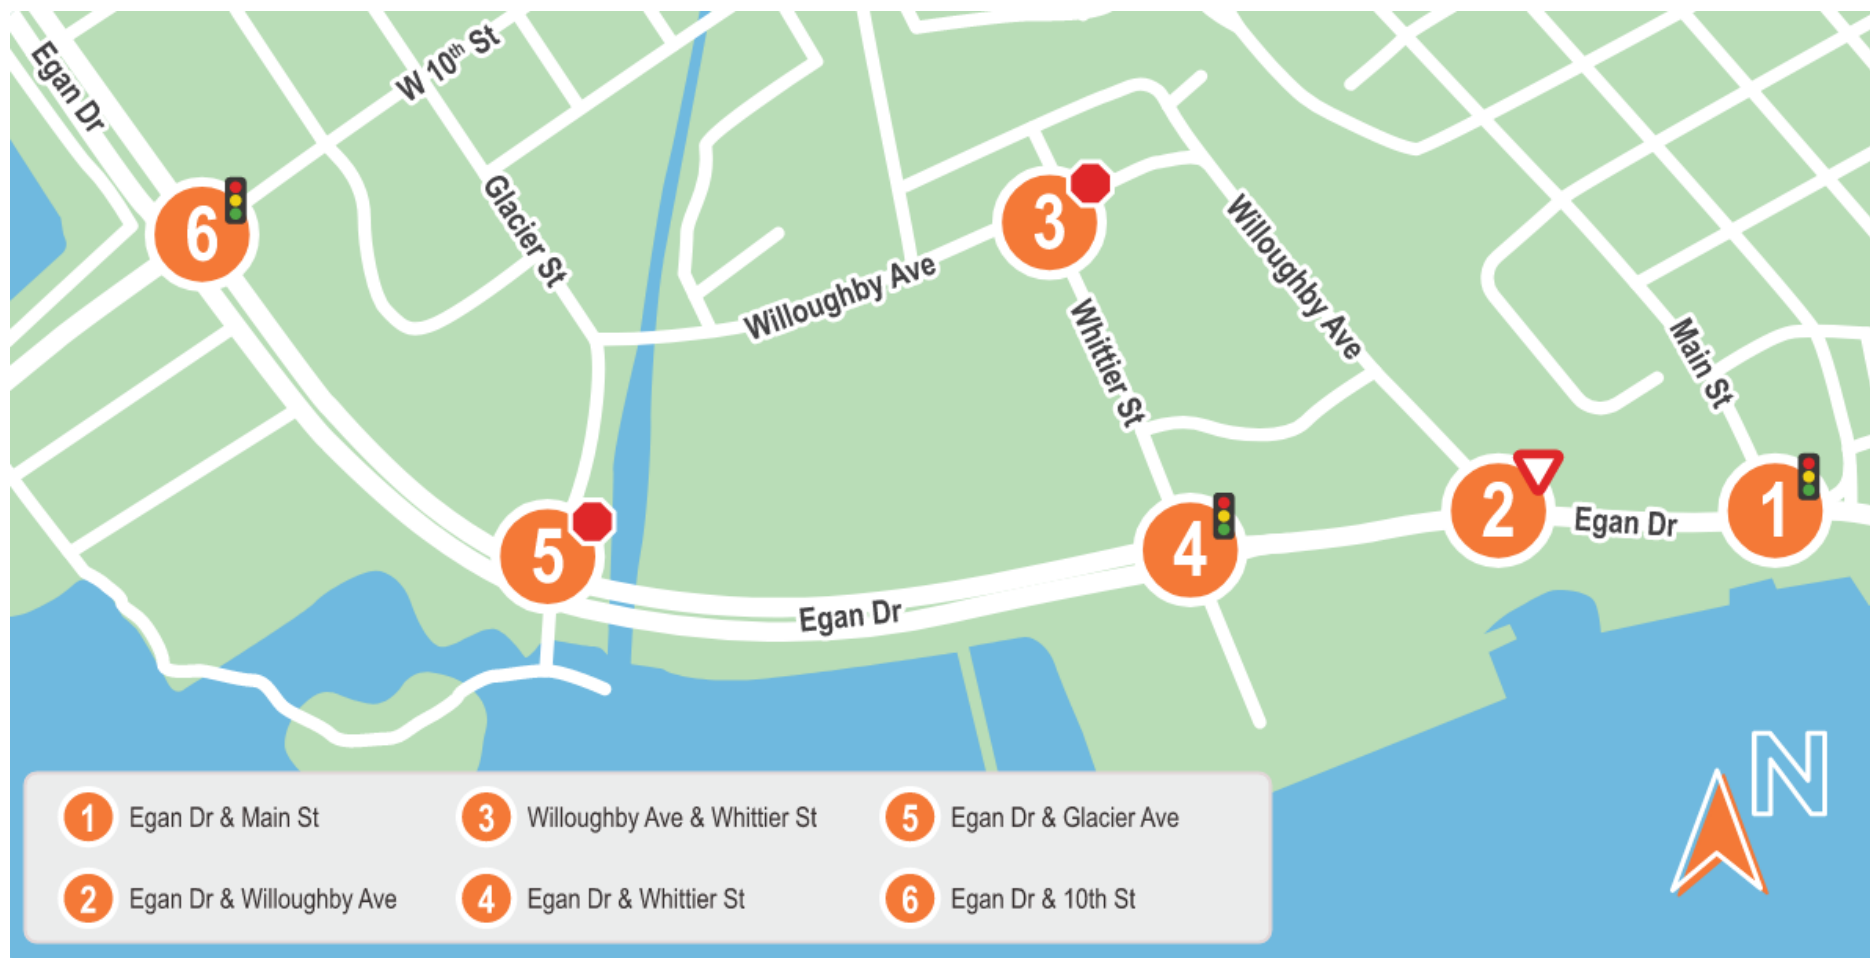 Egan Dr
W 10th St
6
Glacier St
3
Willoughby Ave
Willoughby Ave
Whittier St
Main St
5
4
2
Egan Dr
1
Egan Dr
N
1 Egan Dr & Main St
3 Willoughby Ave & Whittier St
5 Egan Dr & Glacier Ave
2 Egan Dr & Willoughby Ave
4 Egan Dr & Whittier St
6 Egan Dr & 10th St